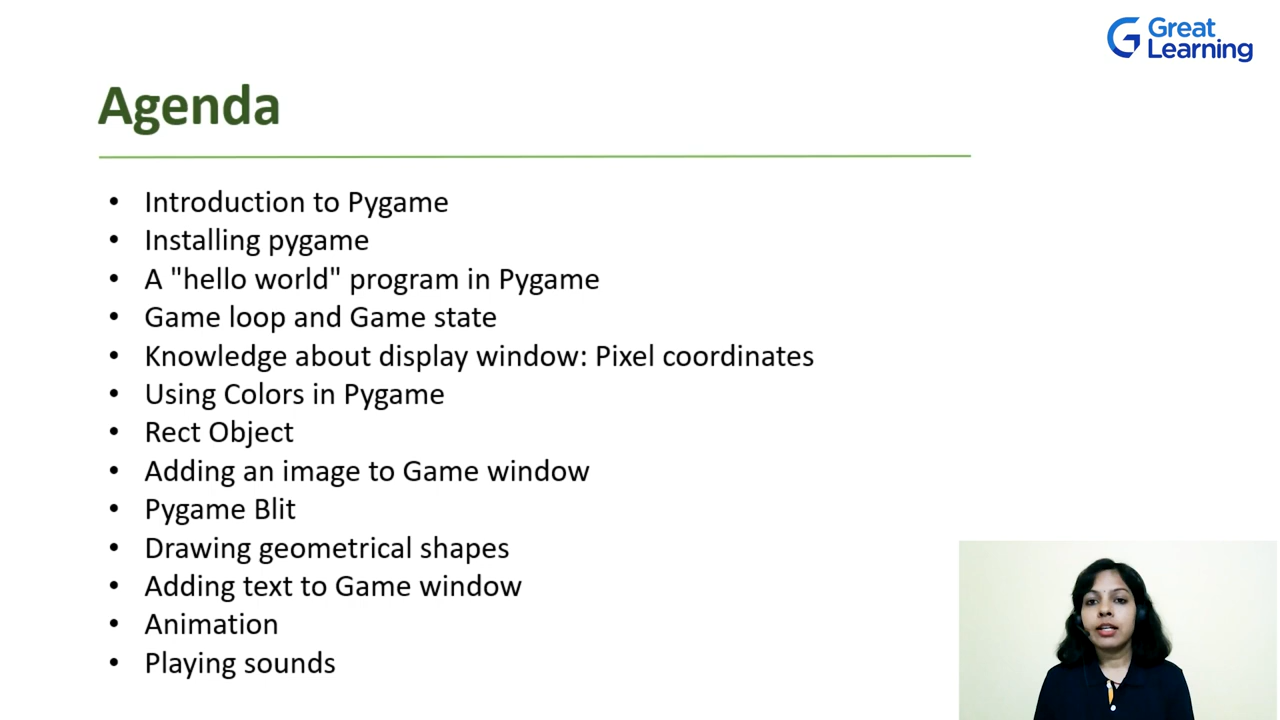 Great
Learning
Agenda
• Introduction to Pygame
• Installing pygame
• A "hello world" program in Pygame
• Game loop and Game state
• Knowledge about display window: Pixel coordinates
• Using Colors in Pygame
• Rect Object
• Adding an image to Game window
• Pygame Blit
• Drawing geometrical shapes
• Adding text to Game window
• Animation
• Playing sounds